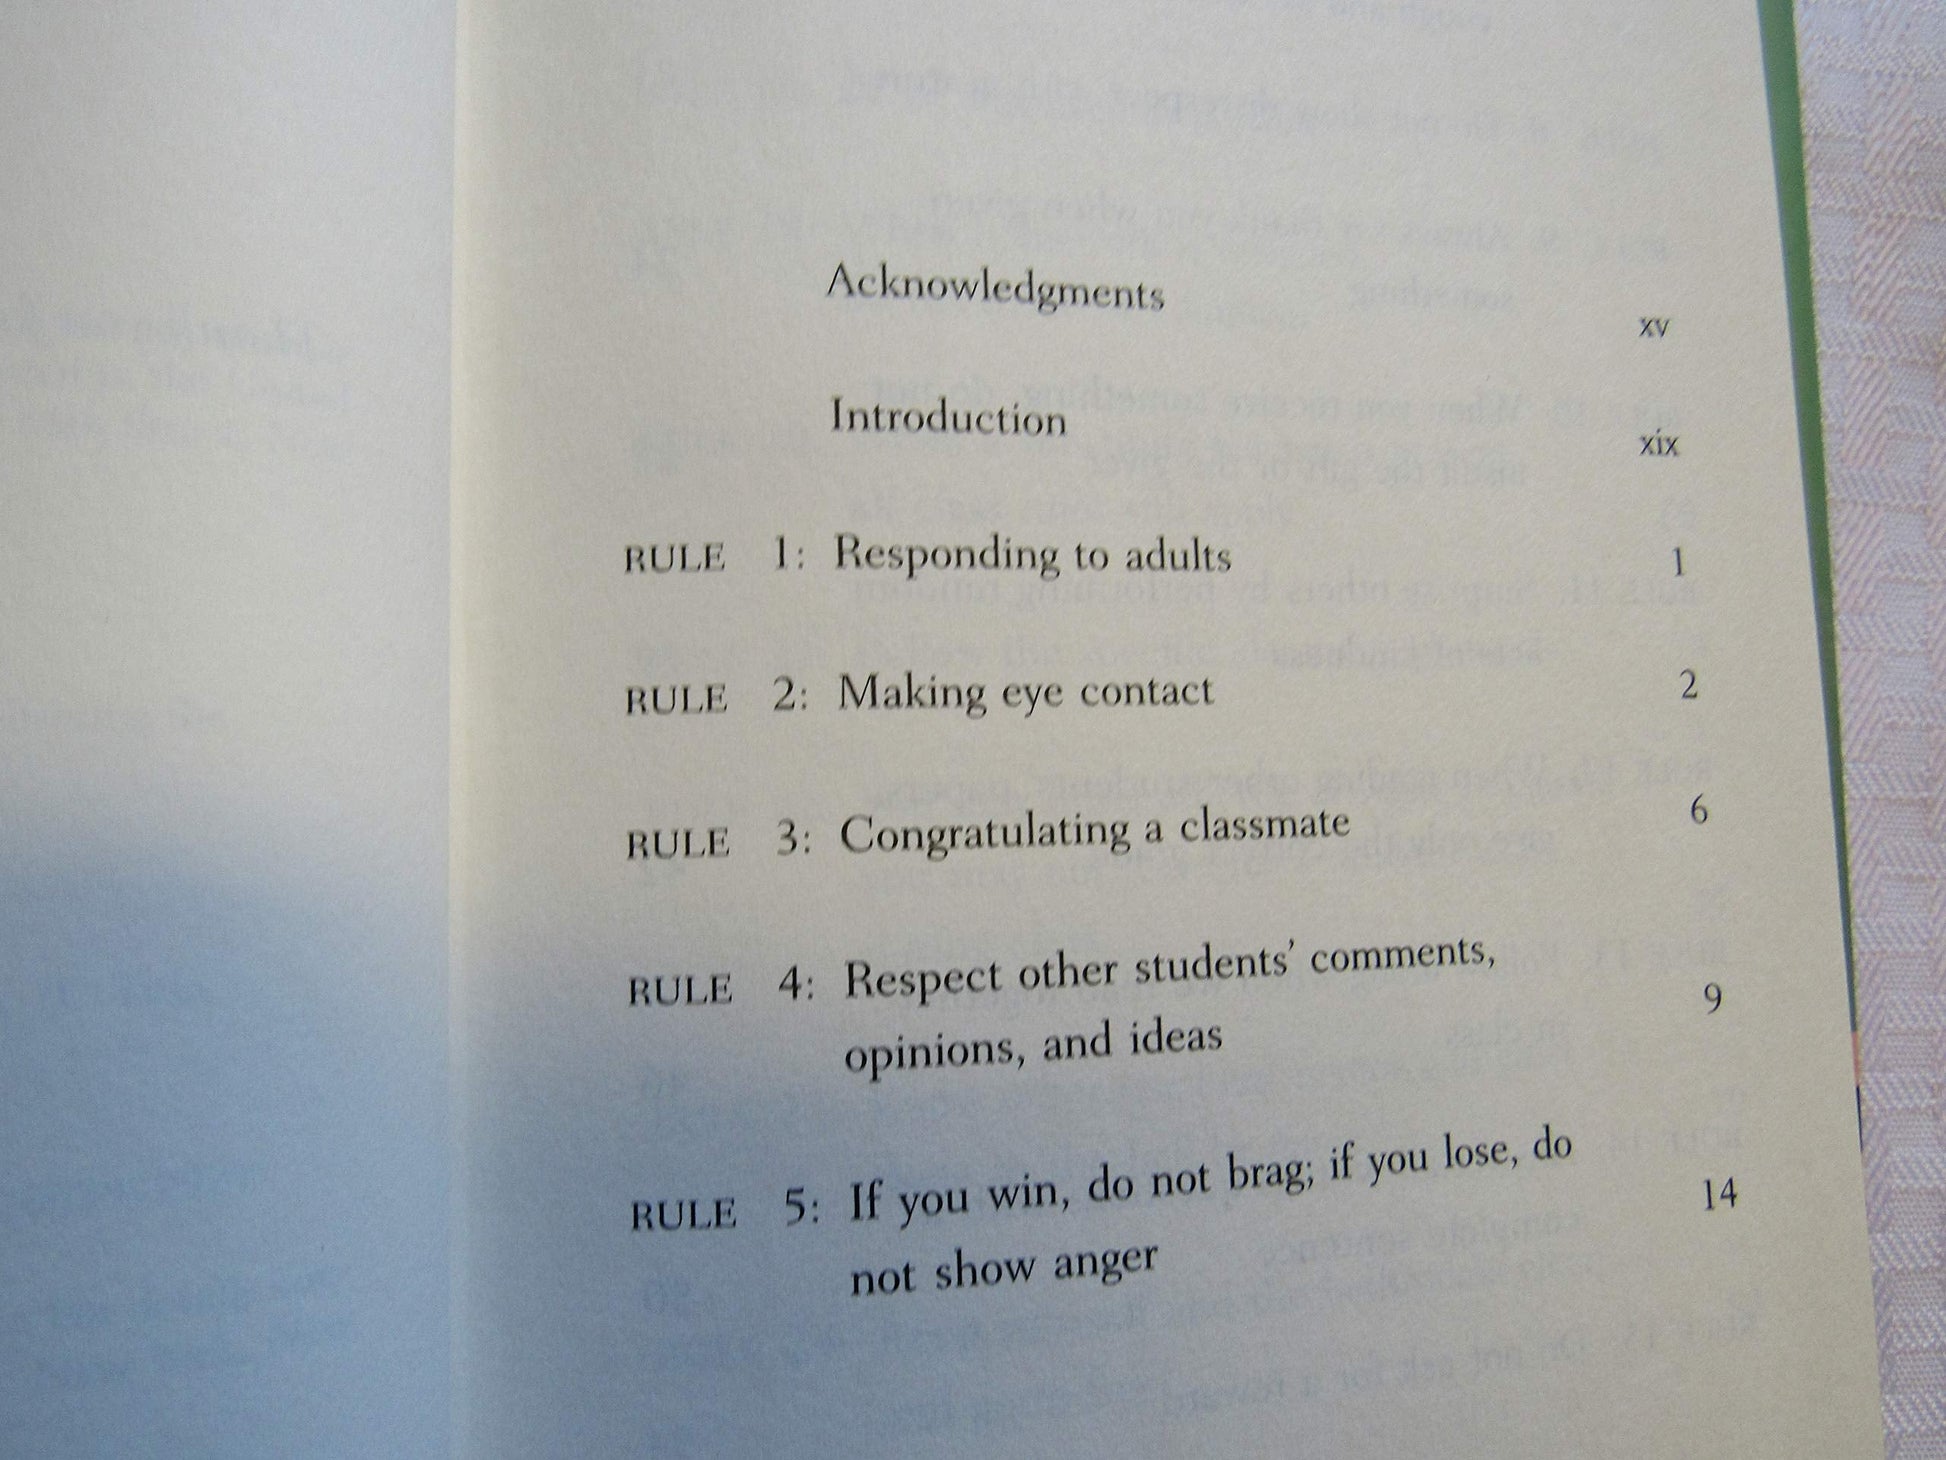 Acknowledgments xv
Introduction xix
RULE 1: Responding to adults 1
RULE 2: Making eye contact 2
RULE 3: Congratulating a classmate 6
RULE 4: Respect other students’ comments, 9
opinions, and ideas
RULE 5: If you win, do not brag; if you lose, do 14
not show anger